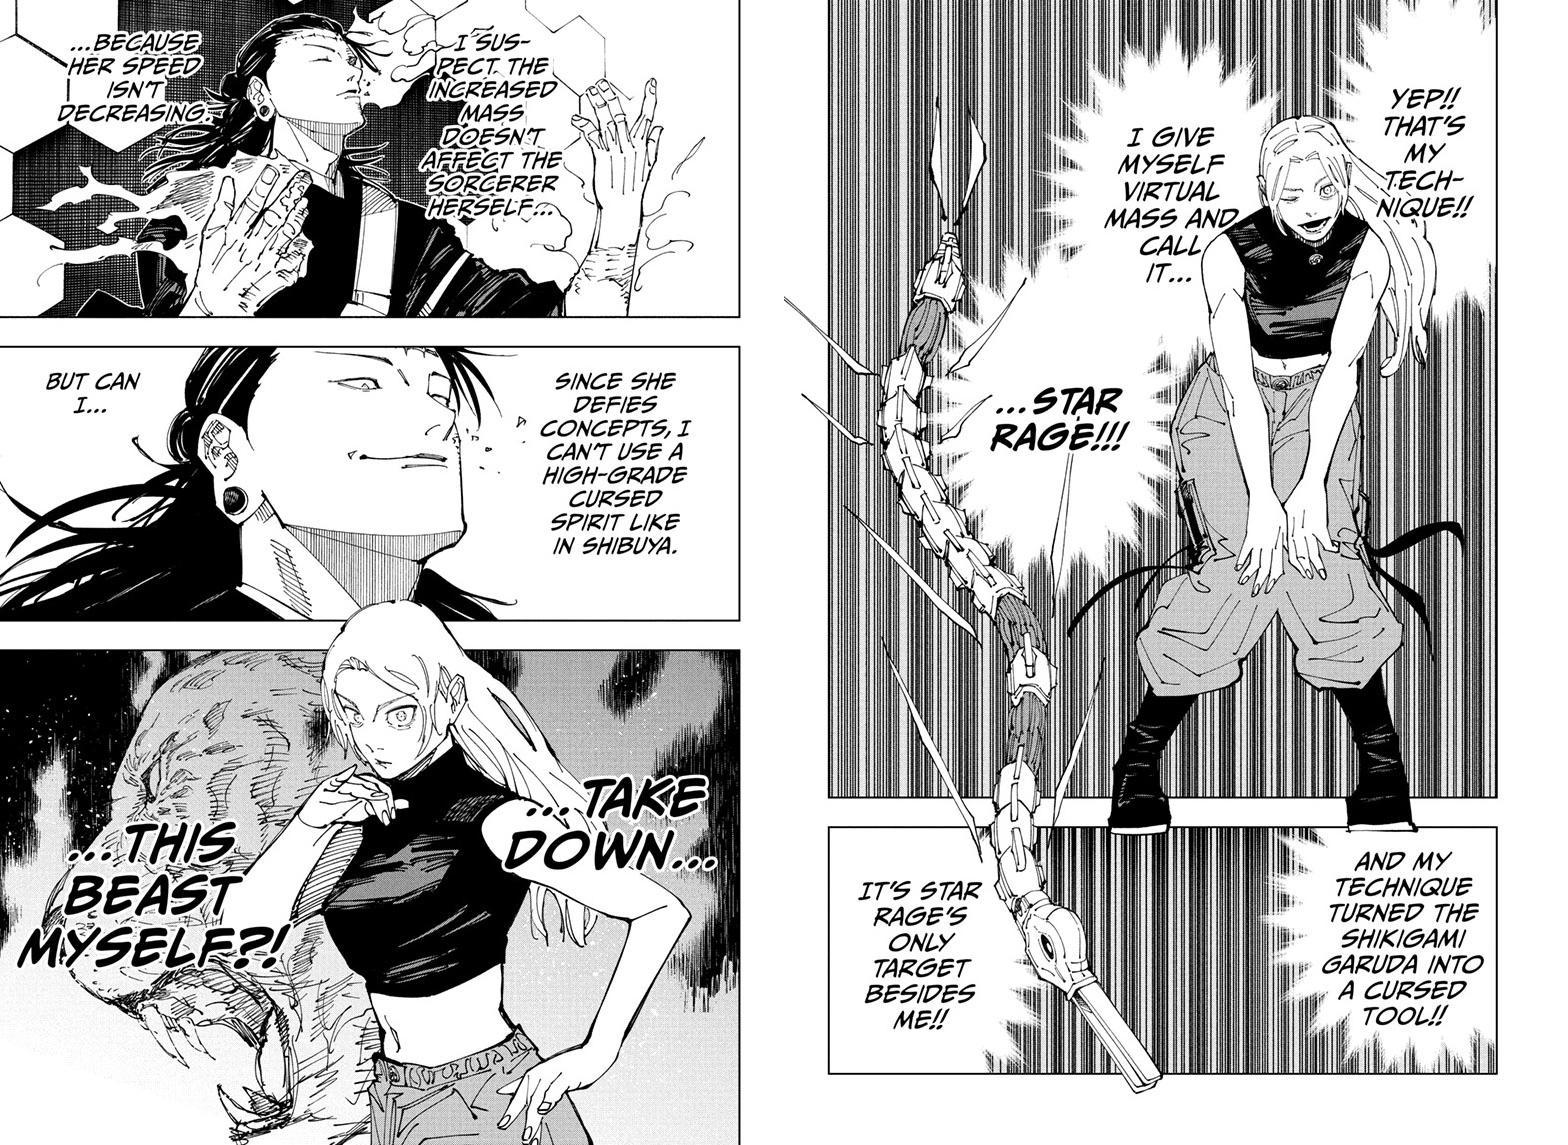 YEP!!
THAT'S
MY
TECH-
NIQUE!!
I GIVE
MYSELF
VIRTUAL
MASS AND
CALL
IT...
...STAR
RAGE!!!
AND MY
TECHNIQUE
TURNED THE
SHIKIGAMI
GARUDA INTO
A CURSED
TOOL!!
IT'S STAR
RAGE'S
ONLY
TARGET
BESIDES
ME!!
I SUS-
PECT THE
INCREASED
MASS
DOESN'T
AFFECT THE
SORCERER
HERSELF...
...BECAUSE
HER SPEED
ISN'T
DECREASING.
SINCE SHE
DEFIES
CONCEPTS, I
CAN'T USE A
HIGH-GRADE
CURSED
SPIRIT LIKE
IN SHIBUYA.
BUT CAN
I...
...TAKE
DOWN...
...THIS
BEAST
MYSELF?!